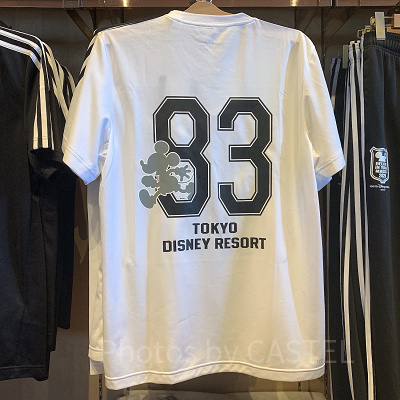 83
TOKYO
DISNEY RESORT
Photos by CASTEL